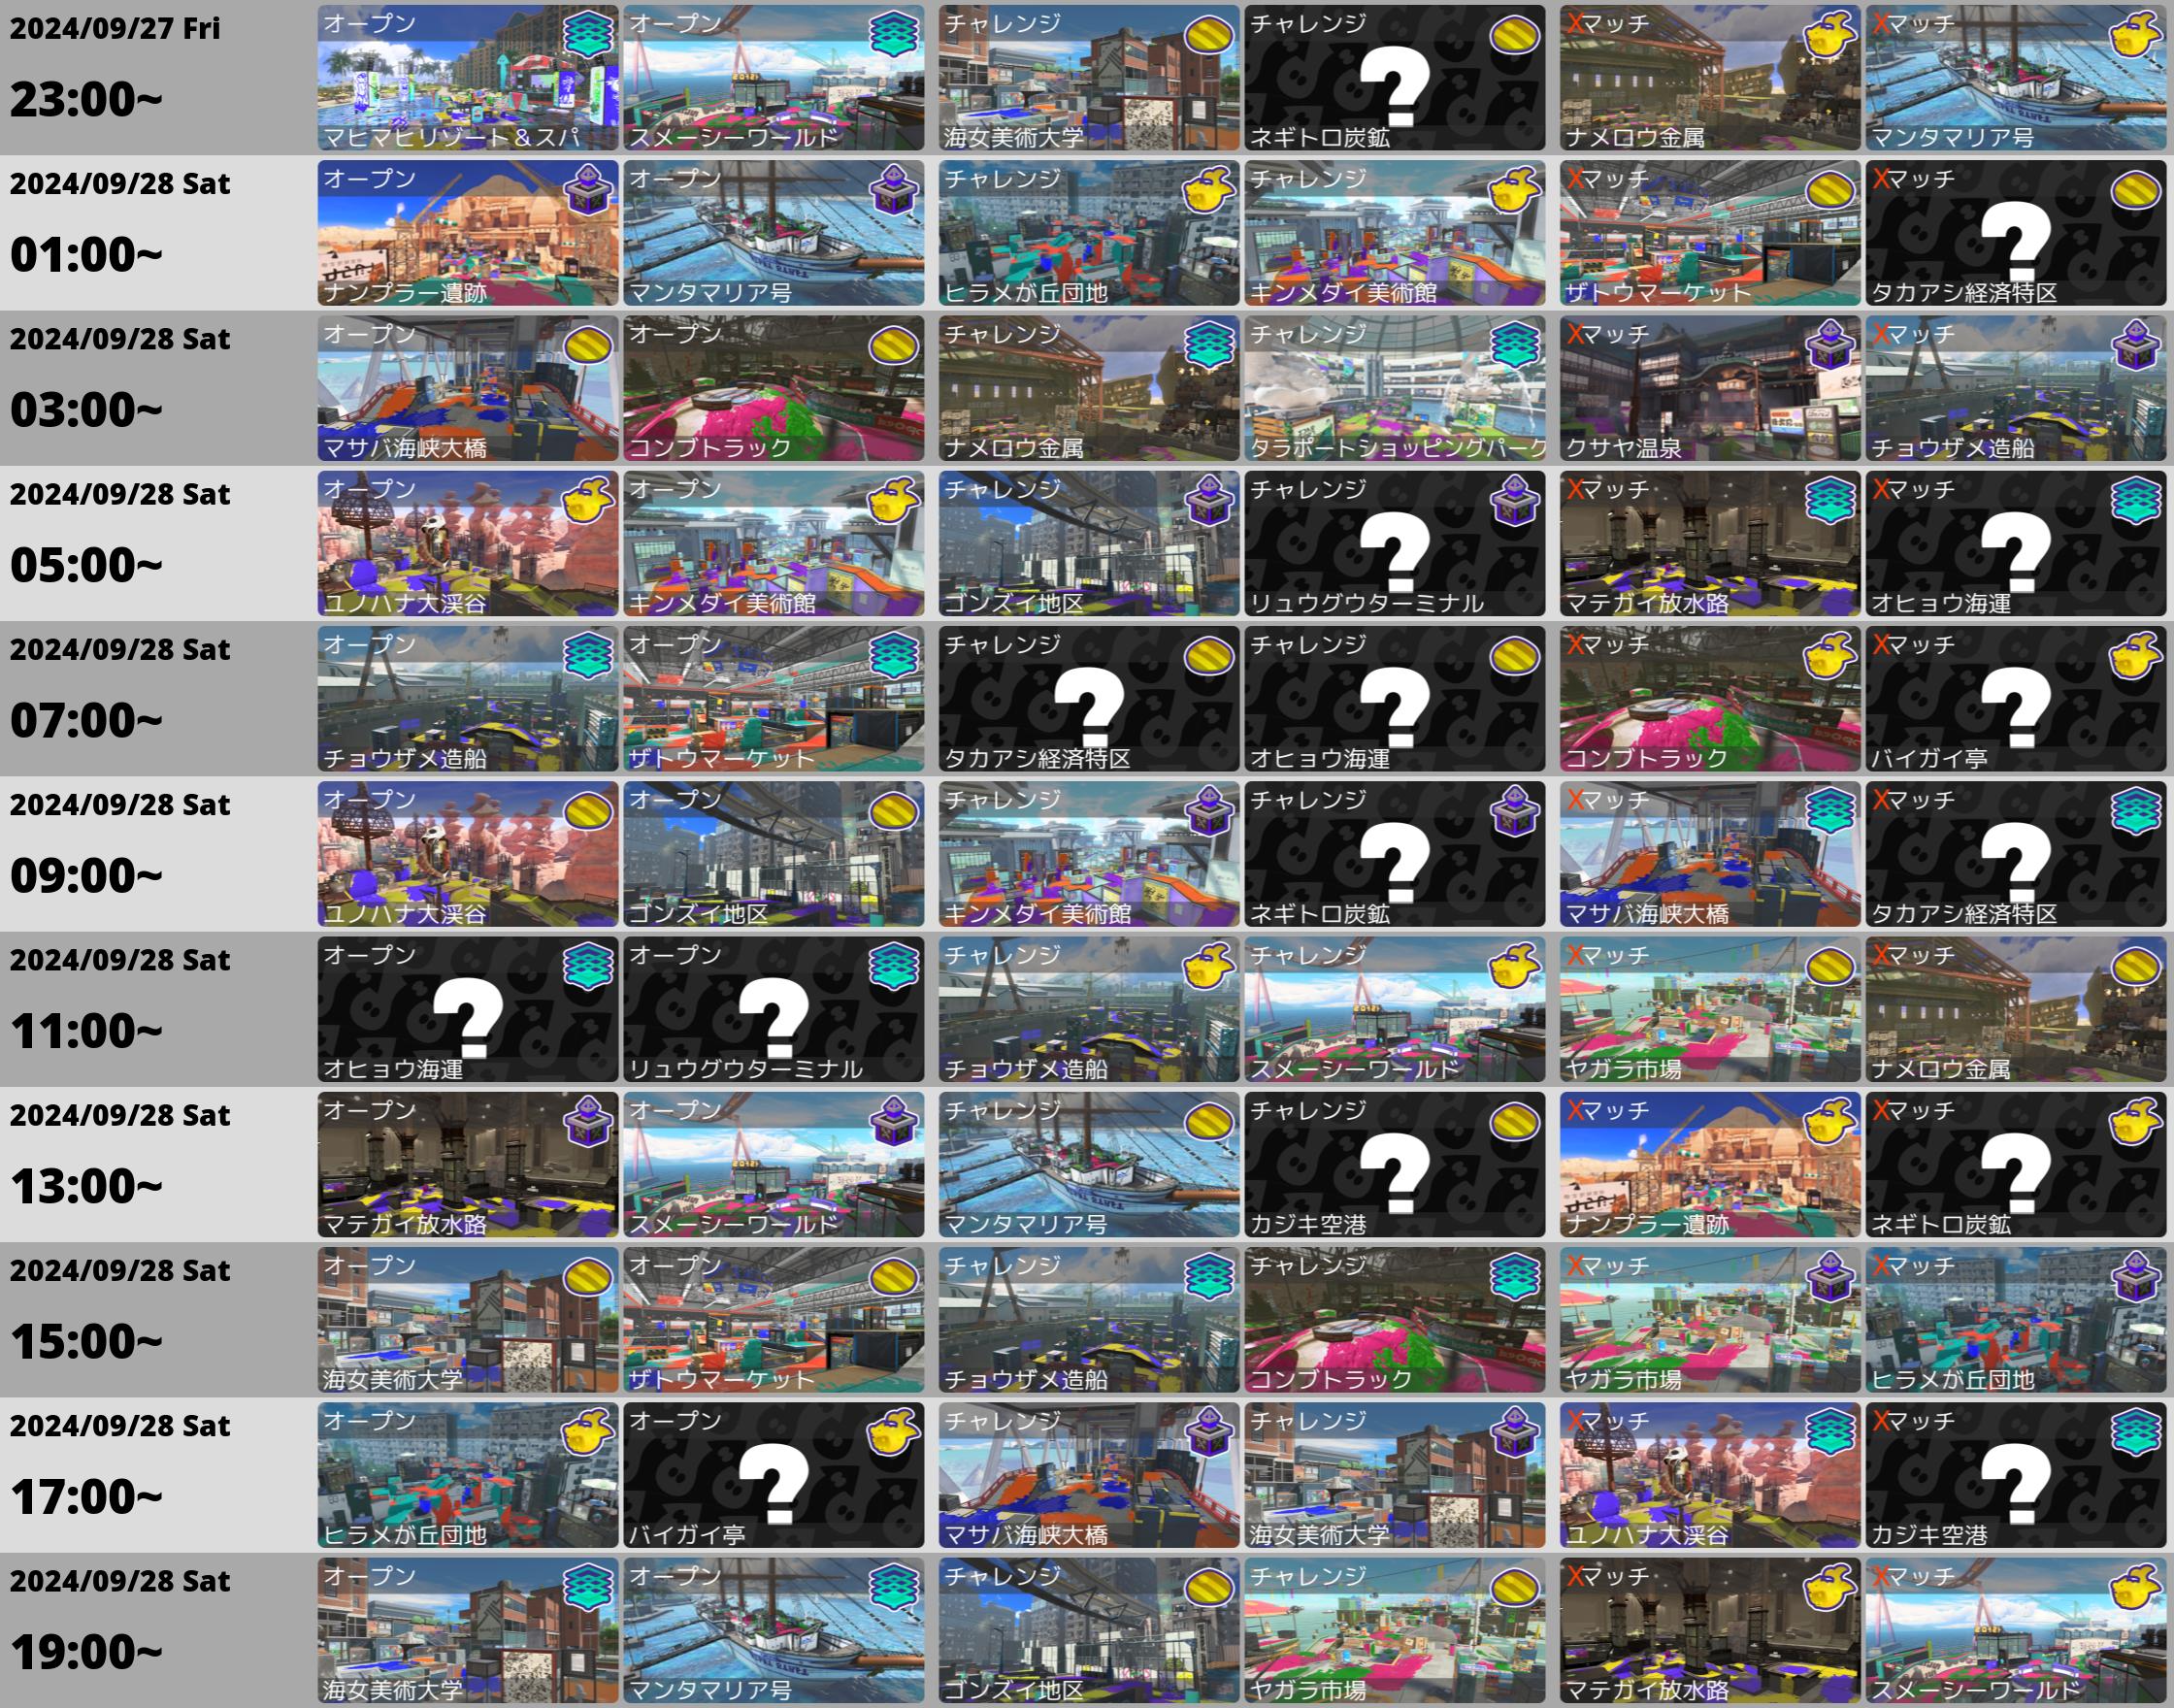 2024/09/27 Fri
23:00~
オープン
マヒマヒリゾート＆スパ
オープン
スメーシーワールド
チャレンジ
海女美術大学
チャレンジ
ネギトロ炭鉱
Xマッチ
ナメロウ金属
Xマッチ
マンタマリア号
2024/09/28 Sat
01:00~
オープン
ナンプラー遺跡
オープン
マンタマリア号
チャレンジ
ヒラメが丘団地
チャレンジ
キンメダイ美術館
Xマッチ
ザトウマーケット
Xマッチ
タカアシ経済特区
2024/09/28 Sat
03:00~
オープン
マサバ海峡大橋
オープン
コンブトラック
チャレンジ
ナメロウ金属
チャレンジ
タラポートショッピングパーク
Xマッチ
クサヤ温泉
Xマッチ
チョウザメ造船
2024/09/28 Sat
05:00~
オープン
ユノハナ大渓谷
オープン
キンメダイ美術館
チャレンジ
ゴンズイ地区
チャレンジ
リュウグウターミナル
Xマッチ
マテガイ放水路
Xマッチ
オヒョウ海運
2024/09/28 Sat
07:00~
オープン
チョウザメ造船
オープン
ザトウマーケット
チャレンジ
タカアシ経済特区
チャレンジ
オヒョウ海運
Xマッチ
コンブトラック
Xマッチ
バイガイ亭
2024/09/28 Sat
09:00~
オープン
ユノハナ大渓谷
オープン
ゴンズイ地区
チャレンジ
キンメダイ美術館
チャレンジ
ネギトロ炭鉱
Xマッチ
マサバ海峡大橋
Xマッチ
タカアシ経済特区
2024/09/28 Sat
11:00~
オープン
オヒョウ海運
オープン
リュウグウターミナル
チャレンジ
チョウザメ造船
チャレンジ
スメーシーワールド
Xマッチ
ヤガラ市場
Xマッチ
ナメロウ金属
2024/09/28 Sat
13:00~
オープン
マテガイ放水路
オープン
スメーシーワールド
チャレンジ
マンタマリア号
チャレンジ
カジキ空港
Xマッチ
ナンプラー遺跡
Xマッチ
ネギトロ炭鉱
2024/09/28 Sat
15:00~
オープン
海女美術大学
オープン
ザトウマーケット
チャレンジ
チョウザメ造船
チャレンジ
コンブトラック
Xマッチ
ヤガラ市場
Xマッチ
ヒラメが丘団地
2024/09/28 Sat
17:00~
オープン
ヒラメが丘団地
オープン
バイガイ亭
チャレンジ
マサバ海峡大橋
チャレンジ
海女美術大学
Xマッチ
ユノハナ大渓谷
Xマッチ
カジキ空港
2024/09/28 Sat
19:00~
オープン
海女美術大学
オープン
マンタマリア号
チャレンジ
ゴンズイ地区
チャレンジ
ヤガラ市場
Xマッチ
マテガイ放水路
Xマッチ
スメーシーワールド